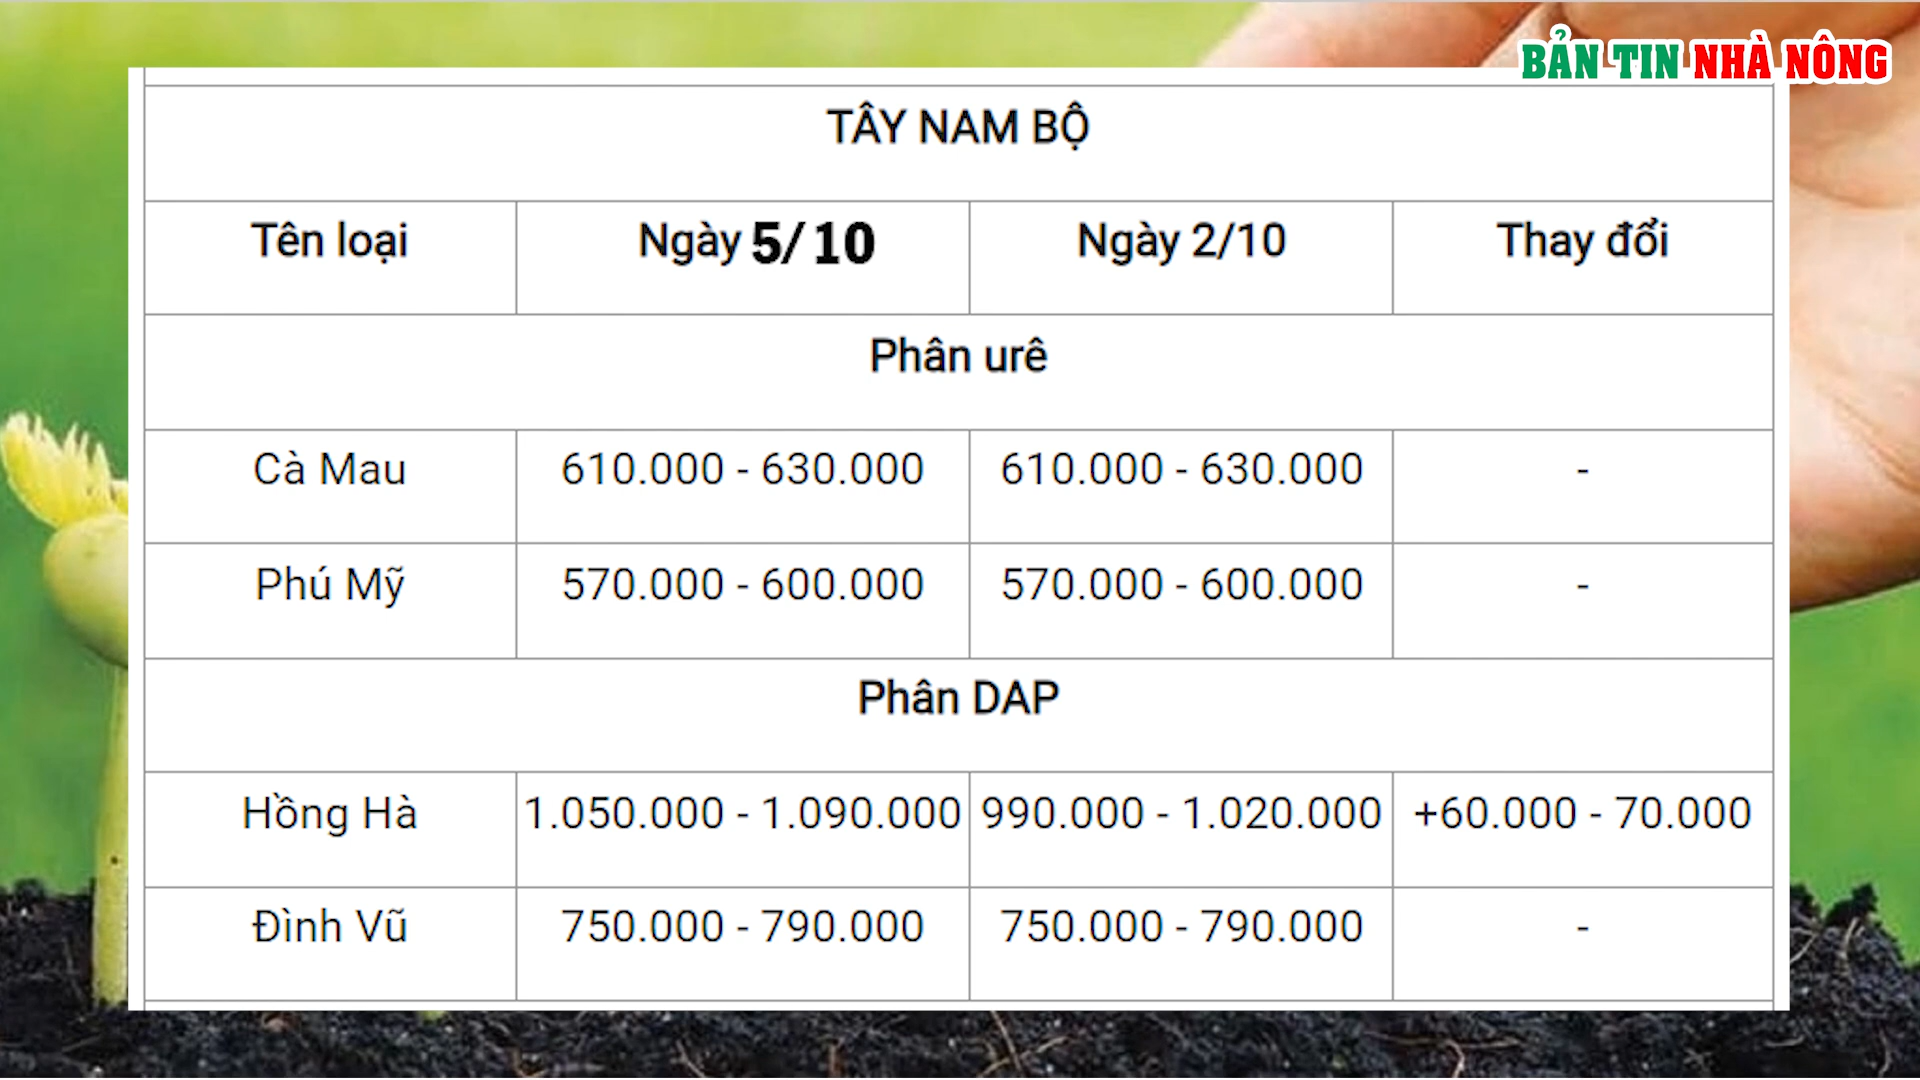 BẢN TIN NHÀ NÔNG
TÂY NAM BỘ
Tên loại Ngày 5/10 Ngày 2/10 Thay đổi
Phân urê
Cà Mau 610.000 - 630.000 610.000 - 630.000 -
Phú Mỹ 570.000 - 600.000 570.000 - 600.000 -
Phân DAP
Hồng Hà 1.050.000 - 1.090.000 990.000 - 1.020.000 +60.000 - 70.000
Đình Vũ 750.000 - 790.000 750.000 - 790.000 -